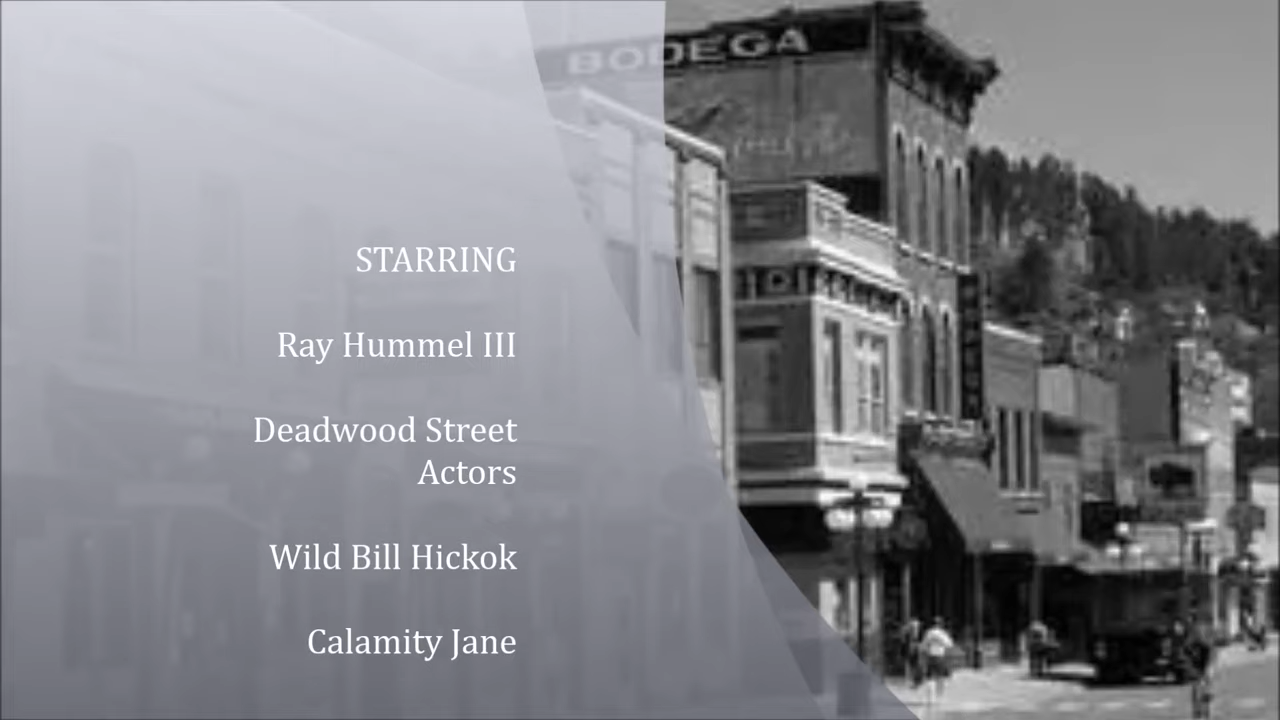 BODEGA
STARRING
Ray Hummel III
Deadwood Street
Actors
Wild Bill Hickok
Calamity Jane